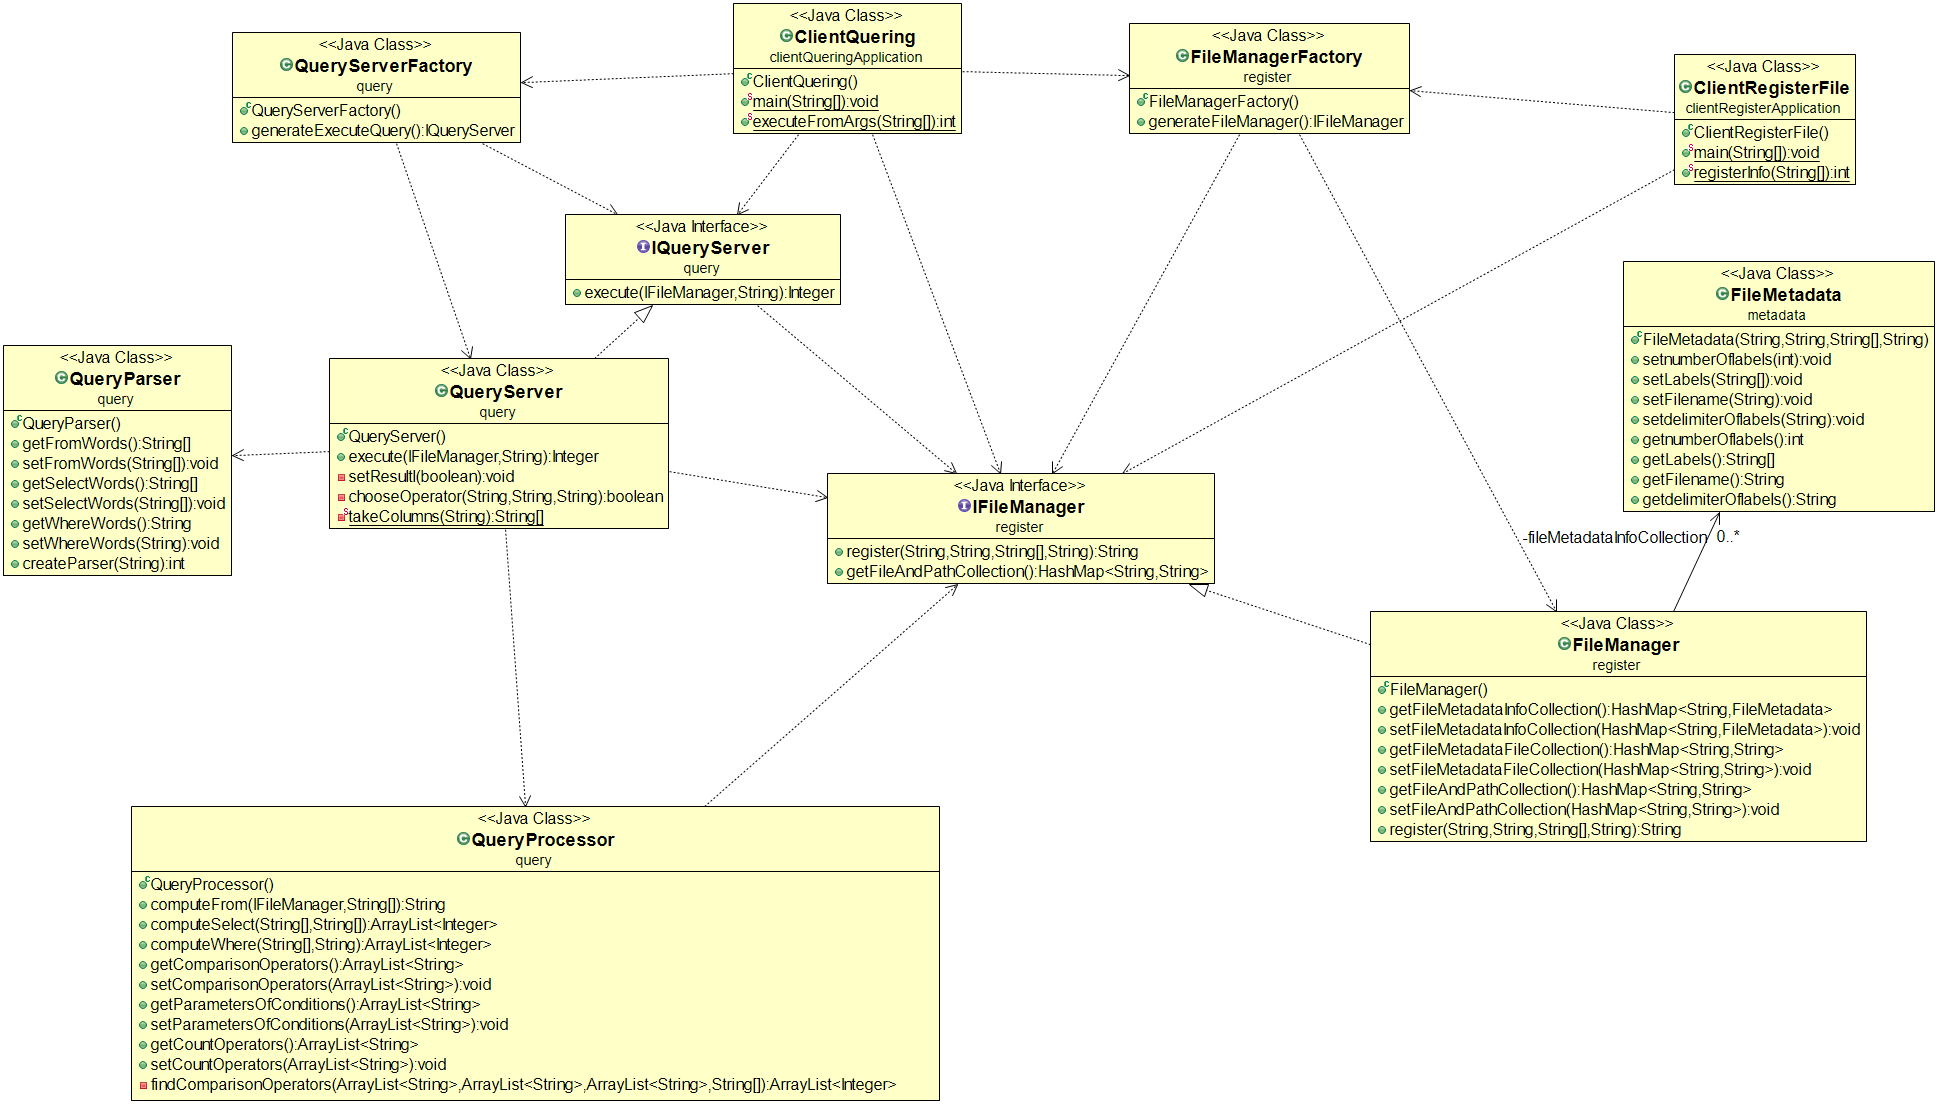 <<Java Class>>
QueryServerFactory
query
QueryServerFactory()
generateExecuteQuery():IQueryServer
<<Java Class>>
ClientQuering
clientQueringApplication
ClientQuering()
main(String[]):void
executeFromArgs(String[]):int
<<Java Class>>
FileManagerFactory
register
FileManagerFactory()
generateFileManager():IFileManager
<<Java Class>>
ClientRegisterFile
clientRegisterApplication
ClientRegisterFile()
main(String[]):void
registerInfo(String[]):int
<<Java Interface>>
IQueryServer
query
execute(IFileManager,String):Integer
<<Java Class>>
FileMetadata
metadata
FileMetadata(String,String,String[],String)
setnumberOflabels(int):void
setLabels(String[]):void
setFilename(String):void
setdelimiterOflabels(String):void
getnumberOflabels():int
getLabels():String[]
getFilename():String
getdelimiterOflabels():String
<<Java Class>>
QueryParser
query
QueryParser()
getFromWords():String[]
setFromWords(String[]):void
getSelectWords():String[]
setSelectWords(String[]):void
getWhereWords():String
setWhereWords(String):void
createParser(String):int
<<Java Class>>
QueryServer
query
QueryServer()
execute(IFileManager,String):Integer
setResultl(boolean):void
chooseOperator(String,String,String):boolean
takeColumns(String):String[]
<<Java Interface>>
IFileManager
register
register(String,String,String[],String):String
getFileAndPathCollection():HashMap<String,String>
-fileMetadataInfoCollection 0..*
<<Java Class>>
FileManager
register
FileManager()
getFileMetadataInfoCollection():HashMap<String,FileMetadata>
setFileMetadataInfoCollection(HashMap<String,FileMetadata>):void
getFileMetadataFileCollection():HashMap<String,String>
setFileMetadataFileCollection(HashMap<String,String>):void
getFileAndPathCollection():HashMap<String,String>
setFileAndPathCollection(HashMap<String,String>):void
register(String,String,String[],String):String
<<Java Class>>
QueryProcessor
query
QueryProcessor()
computeFrom(IFileManager,String[]):String
computeSelect(String[],String[]):ArrayList<Integer>
computeWhere(String[],String):ArrayList<Integer>
getComparisonOperators():ArrayList<String>
setComparisonOperators(ArrayList<String>):void
getParametersOfConditions():ArrayList<String>
setParametersOfConditions(ArrayList<String>):void
getCountOperators():ArrayList<String>
setCountOperators(ArrayList<String>):void
findComparisonOperators(ArrayList<String>,ArrayList<String>,ArrayList<String>,String[]):ArrayList<Integer>